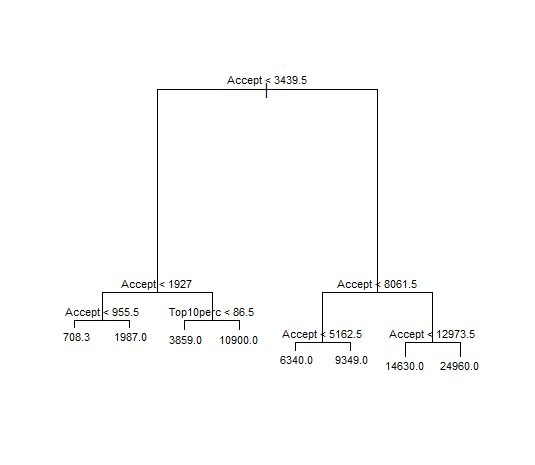 Accept < 3439.5
Accept < 1927
Accept < 8061.5
Accept < 955.5
Top10perc < 86.5
Accept < 5162.5
Accept < 12973.5
708.3
1987.0
3859.0
10900.0
6340.0
9349.0
14630.0
24960.0